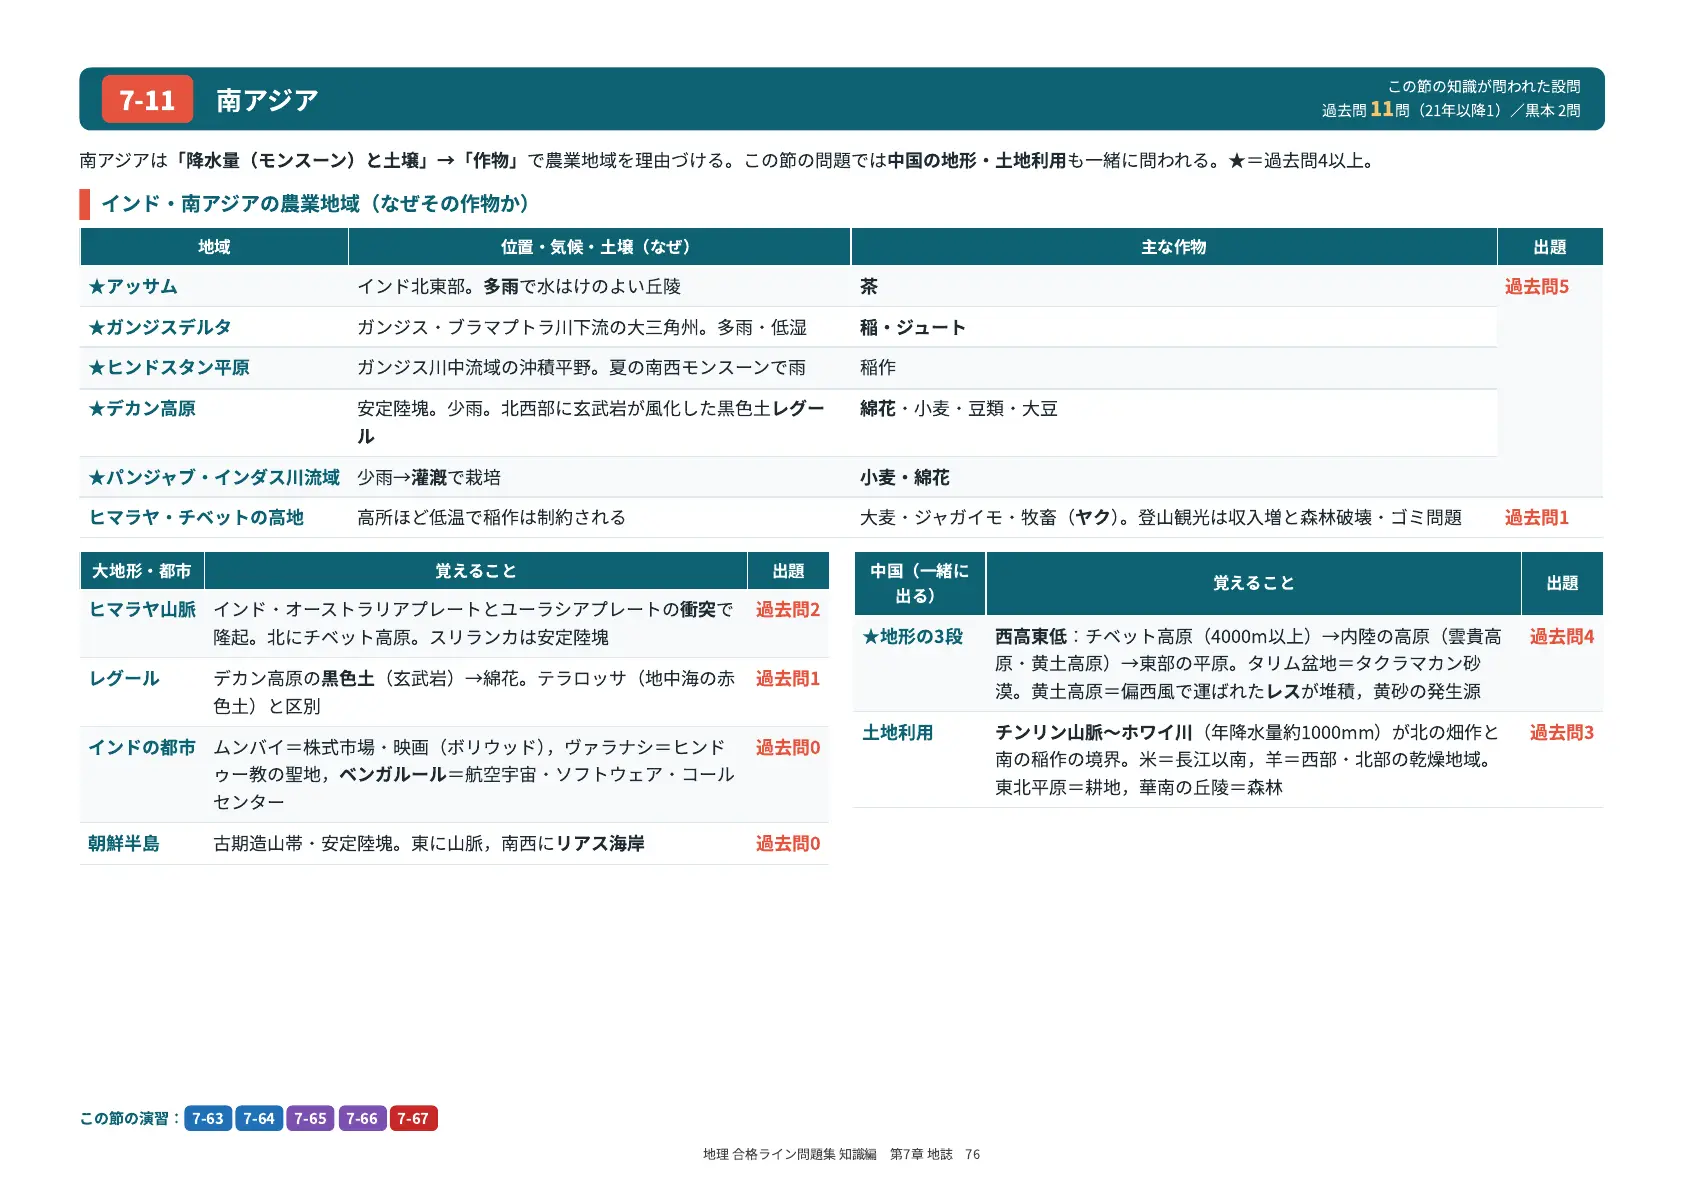 7-11 南アジア
この節の知識が問われた設問
過去問 11問（21年以降1）／黒本 2問
南アジアは「降水量（モンスーン）と土壌」→「作物」で農業地域を理由づける。この節の問題では中国の地形・土地利用も一緒に問われる。★＝過去問4以上。
インド・南アジアの農業地域（なぜその作物か）
地域 位置・気候・土壌（なぜ） 主な作物 出題
★アッサム インド北東部。多雨で水はけのよい丘陵 茶 過去問5
★ガンジスデルタ ガンジス・ブラマプトラ川下流の大三角州。多雨・低湿 稲・ジュート
★ヒンドスタン平原 ガンジス川中流域の沖積平野。夏の南西モンスーンで雨 稲作
★デカン高原 安定陸塊。少雨。北西部に玄武岩が風化した黒色土レグー 綿花・小麦・豆類・大豆
ル
★パンジャブ・インダス川流域 少雨→灌漑で栽培 小麦・綿花
ヒマラヤ・チベットの高地 高所ほど低温で稲作は制約される 大麦・ジャガイモ・牧畜（ヤク）。登山観光は収入増と森林破壊・ゴミ問題 過去問1
大地形・都市 覚えること 出題
ヒマラヤ山脈 インド・オーストラリアプレートとユーラシアプレートの衝突で 過去問2
隆起。北にチベット高原。スリランカは安定陸塊
レグール デカン高原の黒色土（玄武岩）→綿花。テラロッサ（地中海の赤 過去問1
色土）と区別
インドの都市 ムンバイ＝株式市場・映画（ボリウッド），ヴァラナシ＝ヒンド 過去問0
ゥー教の聖地，ベンガルール＝航空宇宙・ソフトウェア・コール
センター
朝鮮半島 古期造山帯・安定陸塊。東に山脈，南西にリアス海岸 過去問0
中国（一緒に
出る） 覚えること 出題
★地形の3段 西高東低：チベット高原（4000m以上）→内陸の高原（雲貴高 過去問4
原・黄土高原）→東部の平原。タリム盆地＝タクラマカン砂
漠。黄土高原＝偏西風で運ばれたレスが堆積，黄砂の発生源
土地利用 チンリン山脈〜ホワイ川（年降水量約1000mm）が北の畑作と 過去問3
南の稲作の境界。米＝長江以南，羊＝西部・北部の乾燥地域。
東北平原＝耕地，華南の丘陵＝森林
この節の演習： 7-63 7-64 7-65 7-66 7-67
地理 合格ライン問題集 知識編 第7章 地誌 76